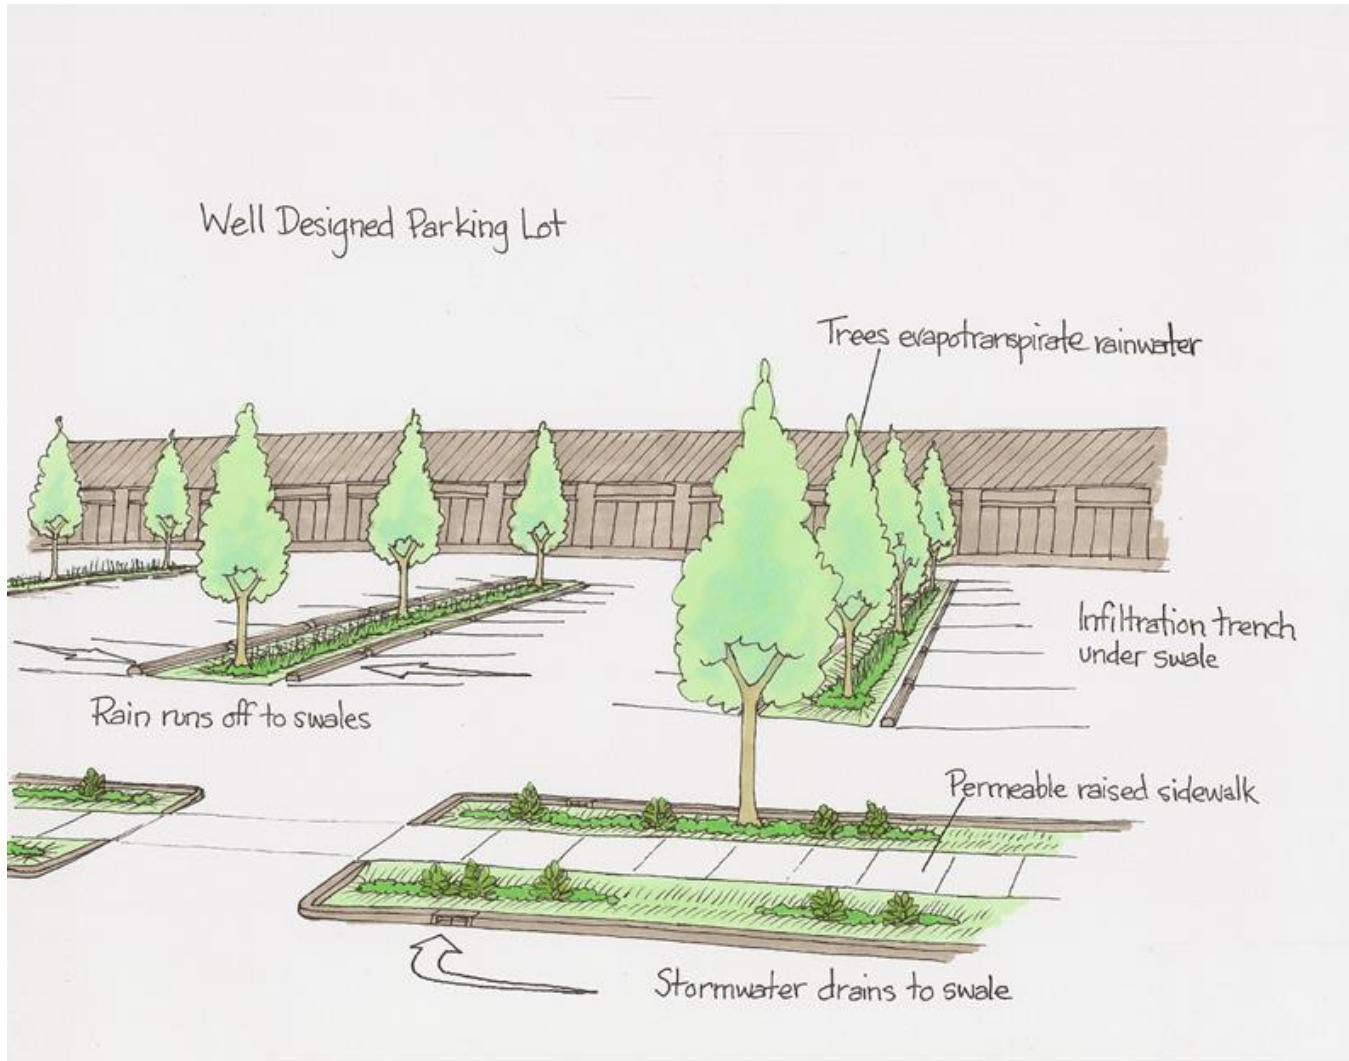 Well Designed Parking Lot
Trees evapotranspirate rainwater
Infiltration trench
under swale
Rain runs off to swales
Permeable raised sidewalk
Stormwater drains to swale